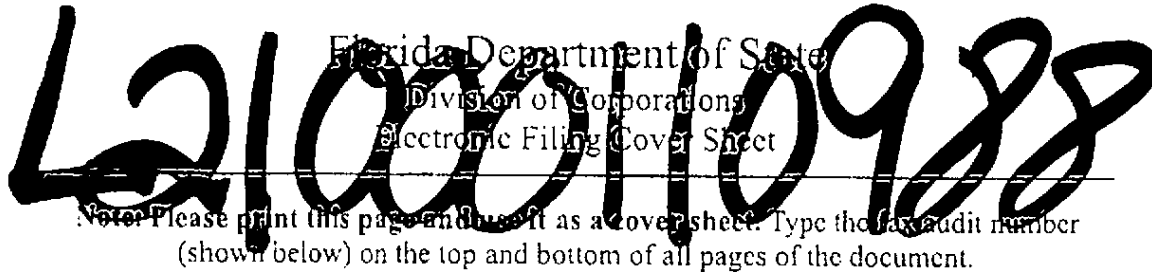 L21000110988
Florida Department of State
Division of Corporations
Electronic Filing Cover Sheet
Note: Please print this page and use it as a cover sheet. Type the fax audit number
(shown below) on the top and bottom of all pages of the document.